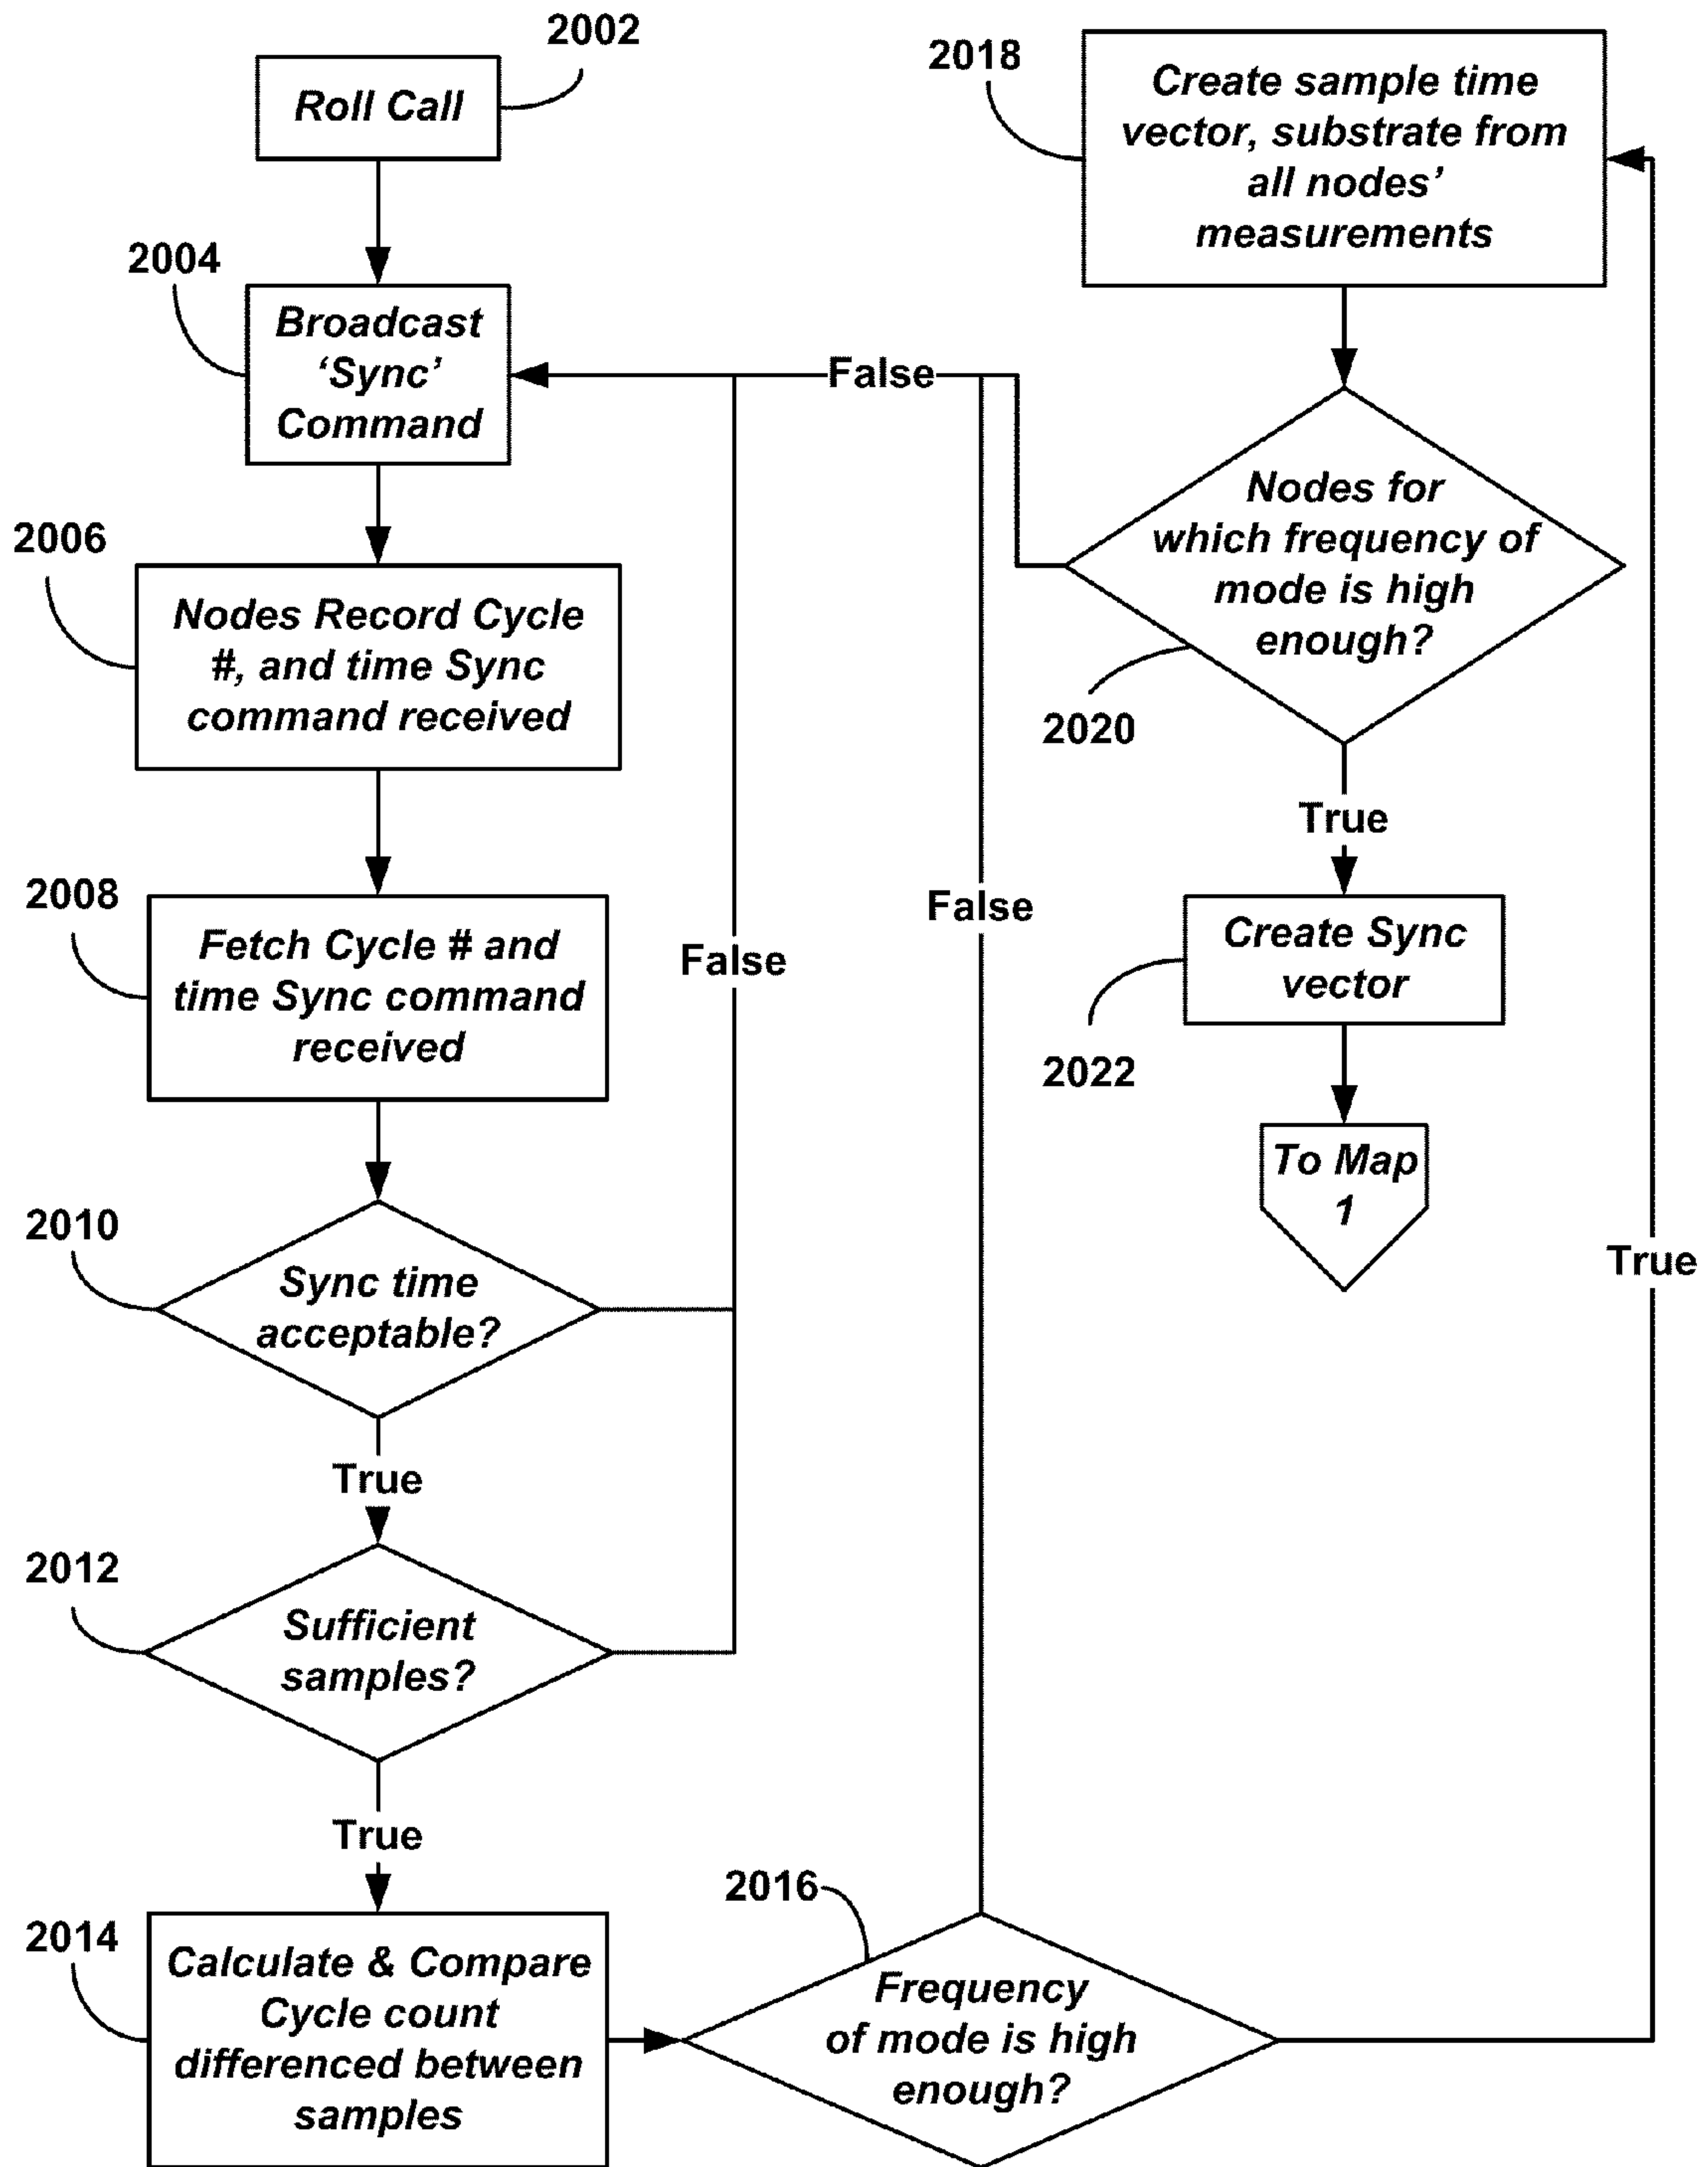 2002
Roll Call
2004
Broadcast
‘Sync’
Command
2006
Nodes Record Cycle
#, and time Sync
command received
2008
Fetch Cycle # and
time Sync command
received
2010
Sync time
acceptable?
True
2012
Sufficient
samples?
True
2014
Calculate & Compare
Cycle count
differenced between
samples
False
2016
Frequency
of mode is high
enough?
False
True
2018
Create sample time
vector, substrate from
all nodes’
measurements
Nodes for
which frequency of
mode is high
enough?
2020
False
True
Create Sync
vector
2022
To Map
1